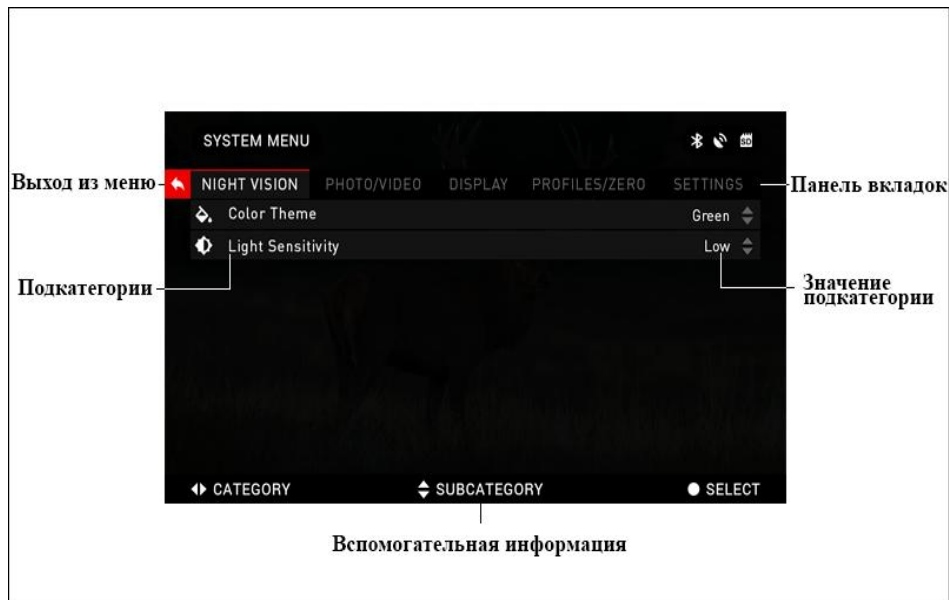 SYSTEM MENU
SD
Выход из меню
NIGHT VISION PHOTO/VIDEO DISPLAY PROFILES/ZERO SETTINGS
Панель вкладок
Color Theme Green
Light Sensitivity Low
Подкатегории
Значение
подкатегории
CATEGORY SUBCATEGORY SELECT
Вспомогательная информация